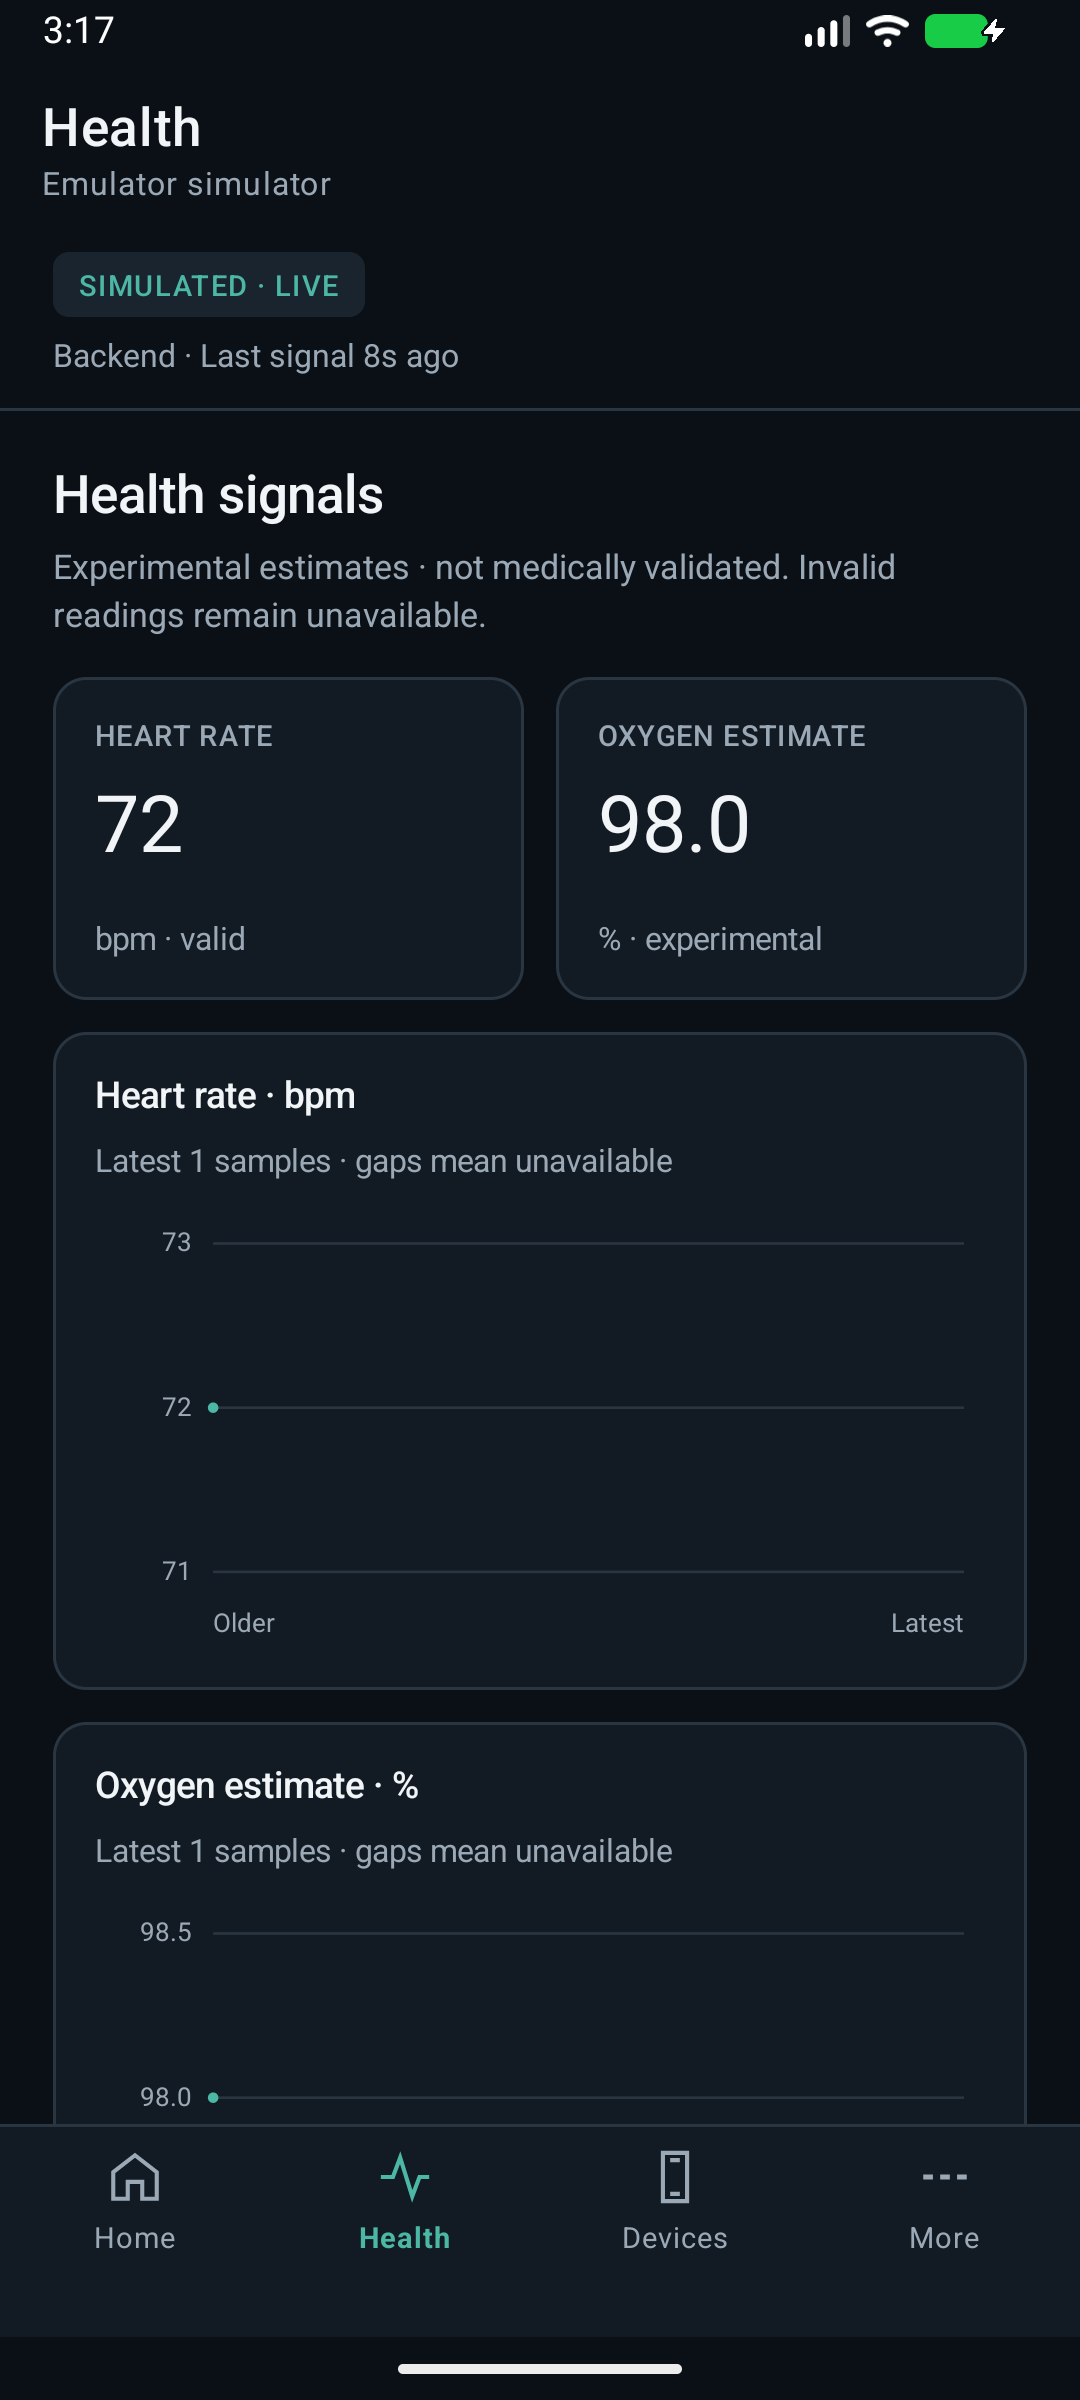 3:17
Health
Emulator simulator
SIMULATED · LIVE
Backend · Last signal 8s ago
Health signals
Experimental estimates · not medically validated. Invalid
readings remain unavailable.
HEART RATE
72
bpm · valid
OXYGEN ESTIMATE
98.0
% · experimental
Heart rate · bpm
Latest 1 samples · gaps mean unavailable
73
72
71
Older
Latest
Oxygen estimate · %
Latest 1 samples · gaps mean unavailable
98.5
98.0
Home
Health
Devices
More